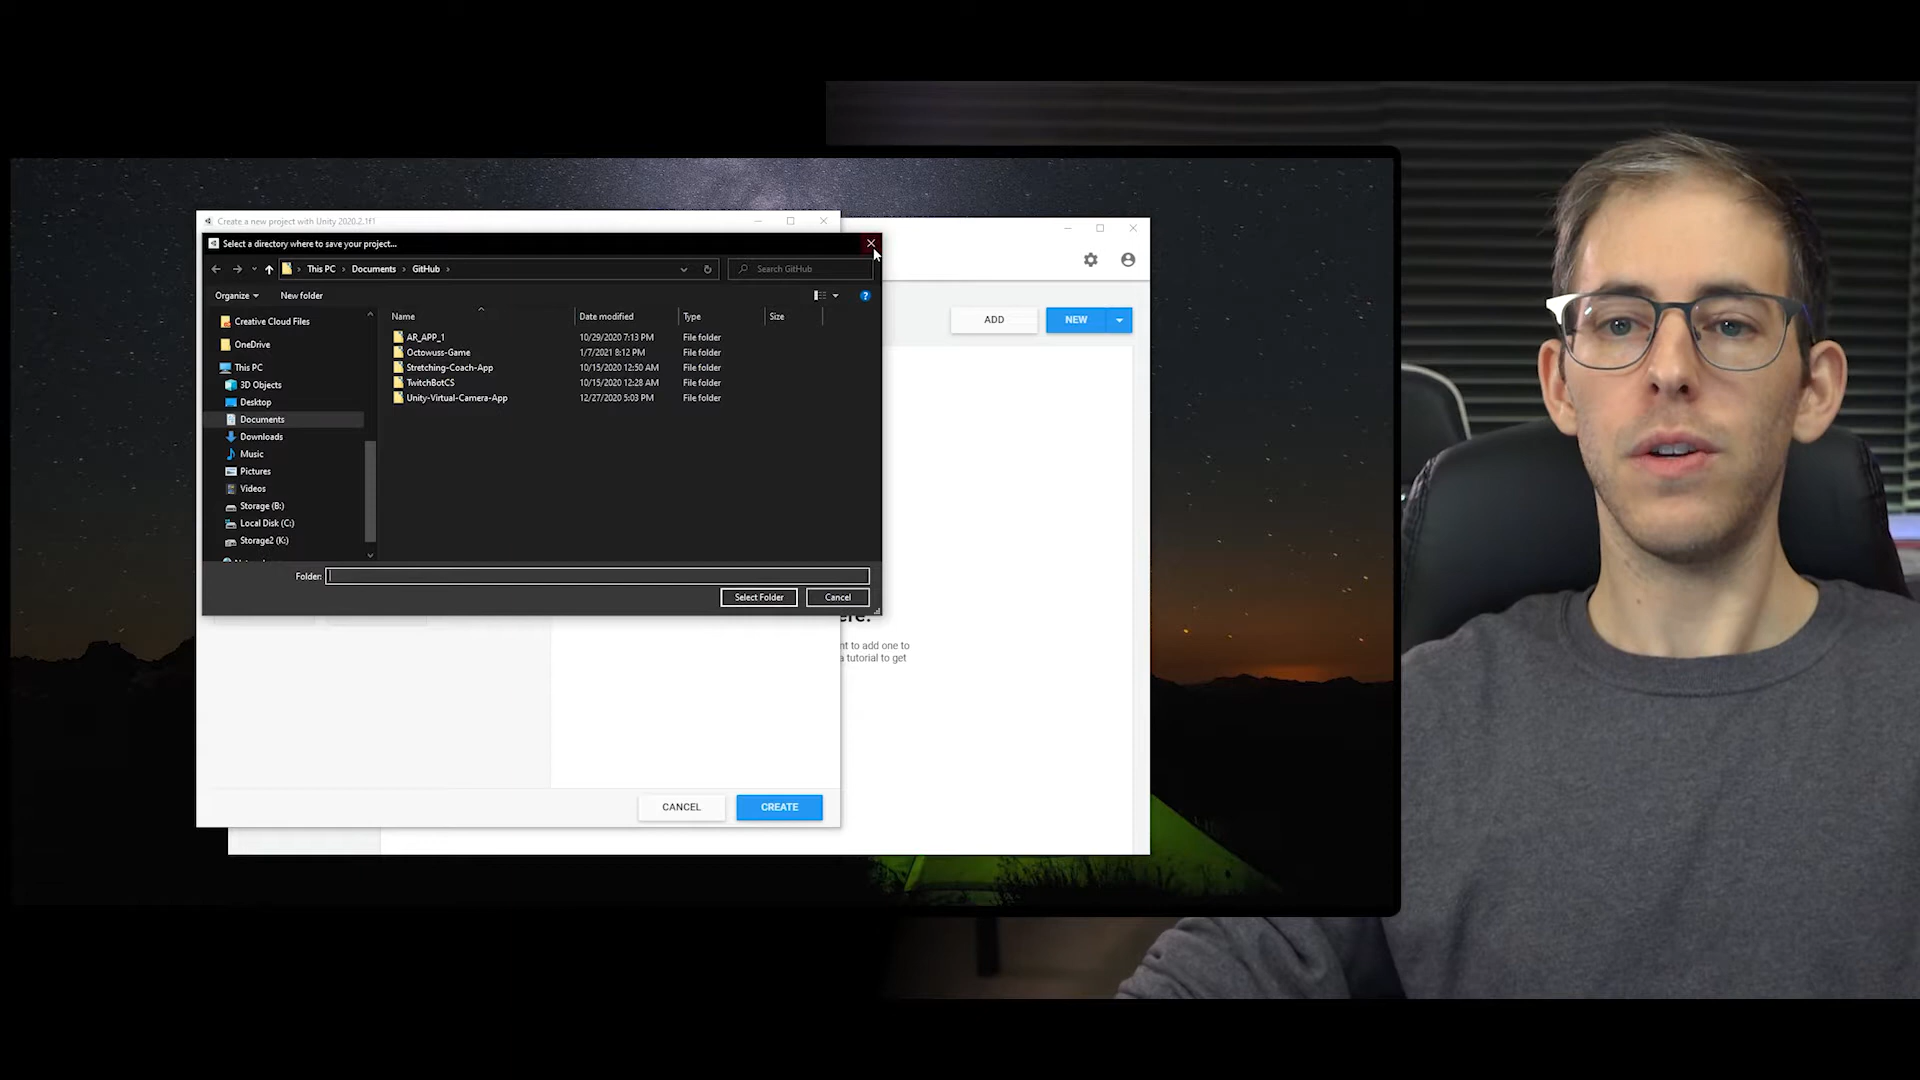 Create a new project with Unity 2020.2.1f1
Select a directory where to save your project...
This PC > Documents > GitHub >
Search GitHub
Organize
New folder
Name
Date modified
Type
Size
Creative Cloud Files
OneDrive
This PC
3D Objects
Desktop
Documents
Downloads
Music
Pictures
Videos
Storage (B:)
Local Disk (C:)
Storage2 (K:)
AR_APP_1 10/29/2020 7:13 PM File folder
Octowuss-Game 1/7/2021 8:12 PM File folder
Stretching-Coach-App 10/15/2020 12:50 AM File folder
TwitchBotCS 10/15/2020 12:28 AM File folder
Unity-Virtual-Camera-App 12/27/2020 5:03 PM File folder
Folder:
Select Folder
Cancel
ADD
NEW
nt to add one to
a tutorial to get
CANCEL
CREATE